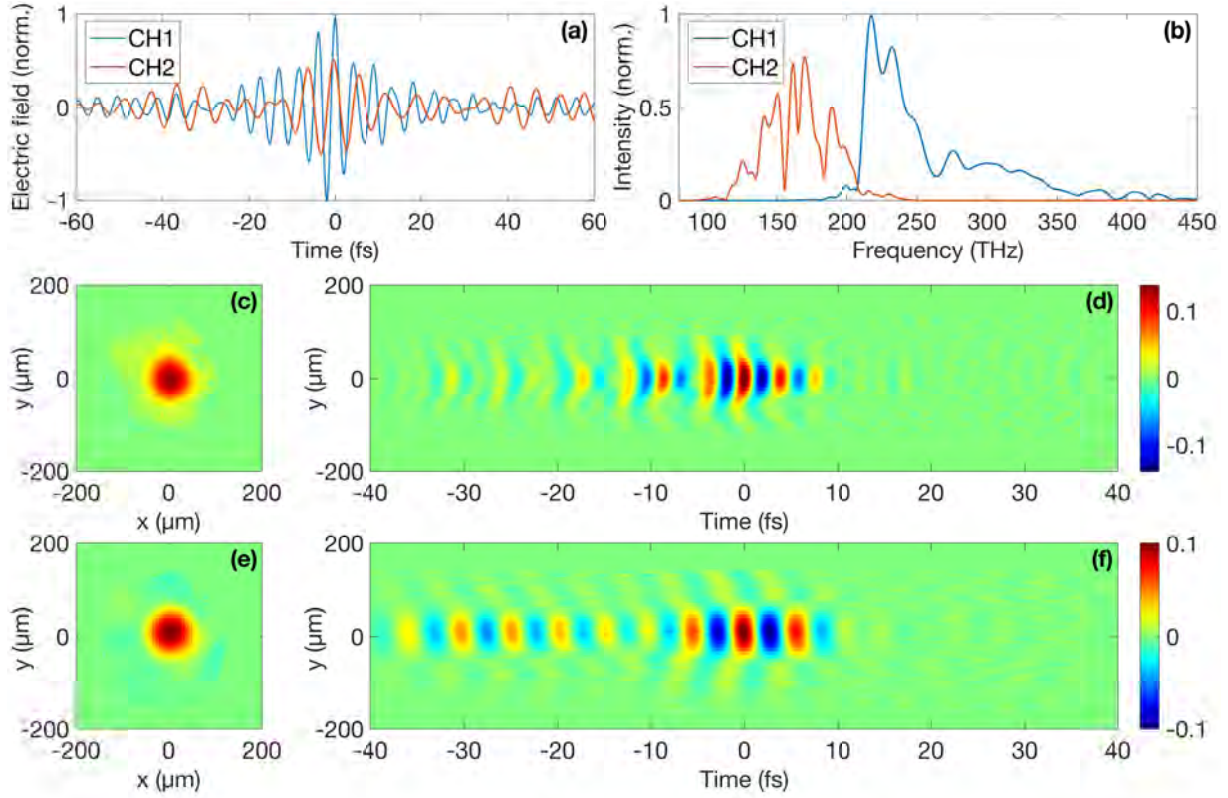 (a)
CH1
CH2
Electric field (norm.)
1
0
−1
-60 -40 -20 0 20 40 60
Time (fs)
(b)
CH1
CH2
Intensity (norm.)
1
0.5
0
100 150 200 250 300 350 400 450
Frequency (THz)
(c)
y (µm)
200
0
-200
-200 0 200
x (µm)
(d)
y (µm)
200
0
-200
-40 -30 -20 -10 0 10 20 30 40
Time (fs)
0.1
0
-0.1
(e)
y (µm)
200
0
-200
-200 0 200
x (µm)
(f)
y (µm)
200
0
-200
-40 -30 -20 -10 0 10 20 30 40
Time (fs)
0.1
0
-0.1